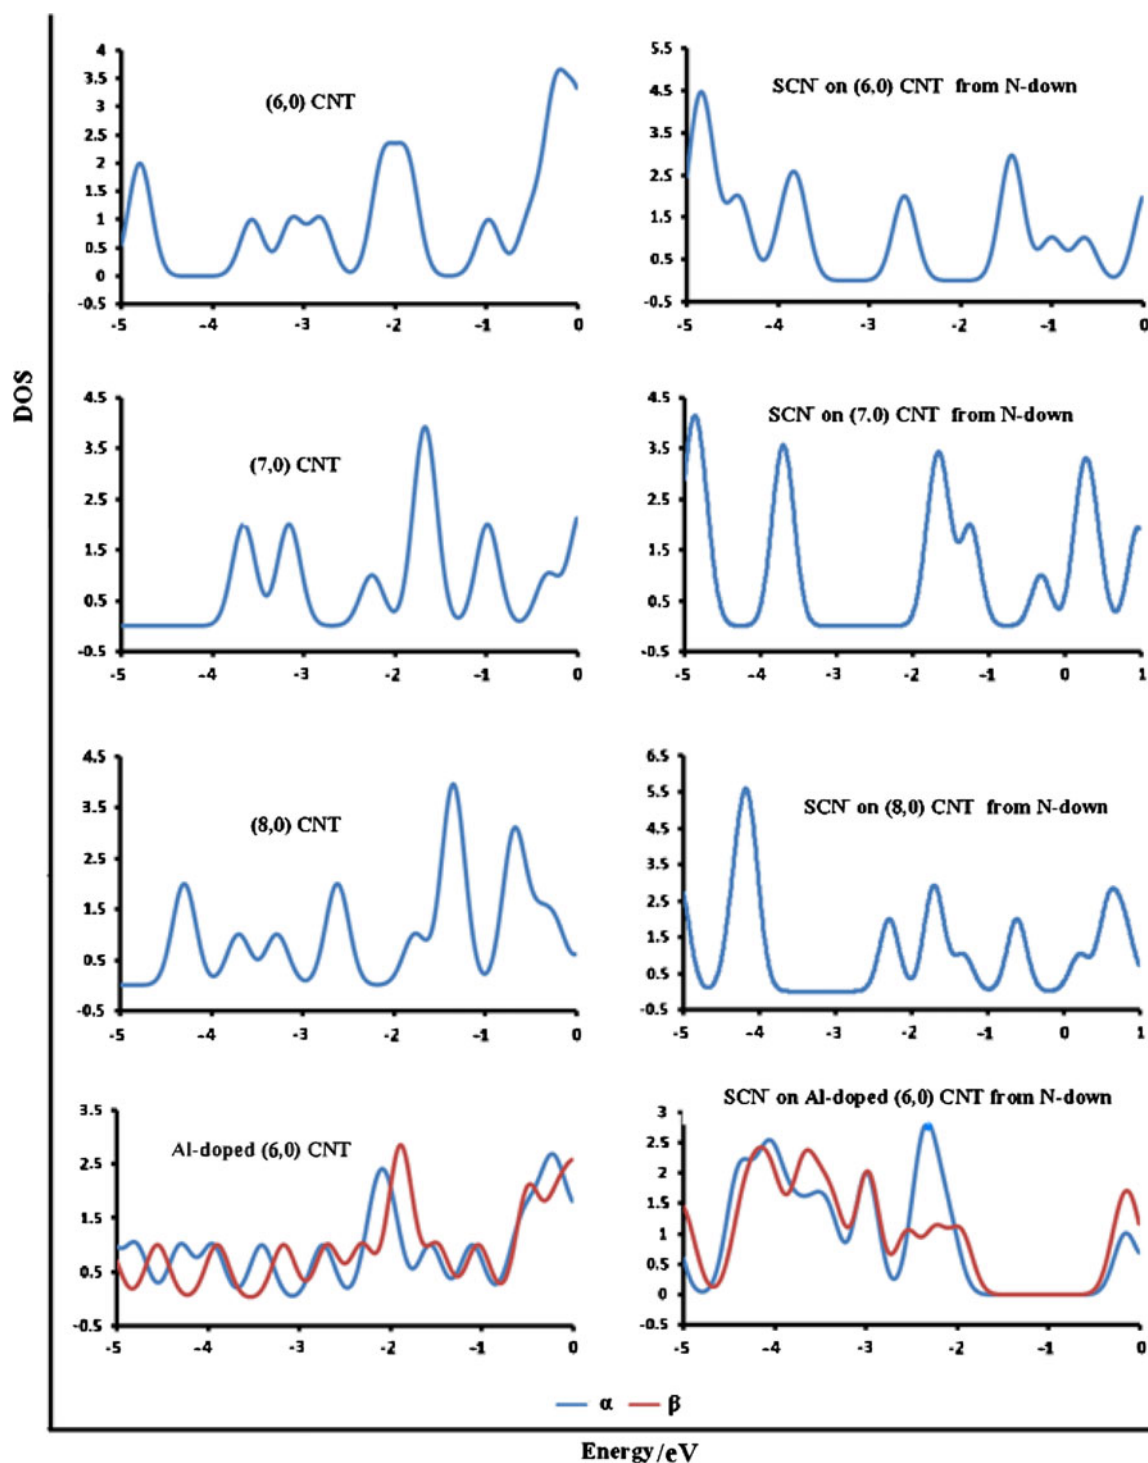 DOS
(6,0) CNT
4
3.5
3
2.5
2
1.5
1
0.5
0
-0.5
-5 -4 -3 -2 -1 0
SCN⁻ on (6,0) CNT from N-down
5.5
4.5
3.5
2.5
1.5
0.5
-0.5
-5 -4 -3 -2 -1 0
(7,0) CNT
4.5
3.5
2.5
1.5
0.5
-0.5
-5 -4 -3 -2 -1 0
SCN⁻ on (7,0) CNT from N-down
4.5
3.5
2.5
1.5
0.5
-0.5
-5 -4 -3 -2 -1 0 1
(8,0) CNT
4.5
3.5
2.5
1.5
0.5
-0.5
-5 -4 -3 -2 -1 0
SCN⁻ on (8,0) CNT from N-down
6.5
5.5
4.5
3.5
2.5
1.5
0.5
-0.5
-5 -4 -3 -2 -1 0 1
Al-doped (6,0) CNT
3.5
2.5
1.5
0.5
-0.5
-5 -4 -3 -2 -1 0
SCN⁻ on Al-doped (6,0) CNT from N-down
3
2.5
2
1.5
1
0.5
0
-0.5
-5 -4 -3 -2 -1 0
α β
Energy/eV